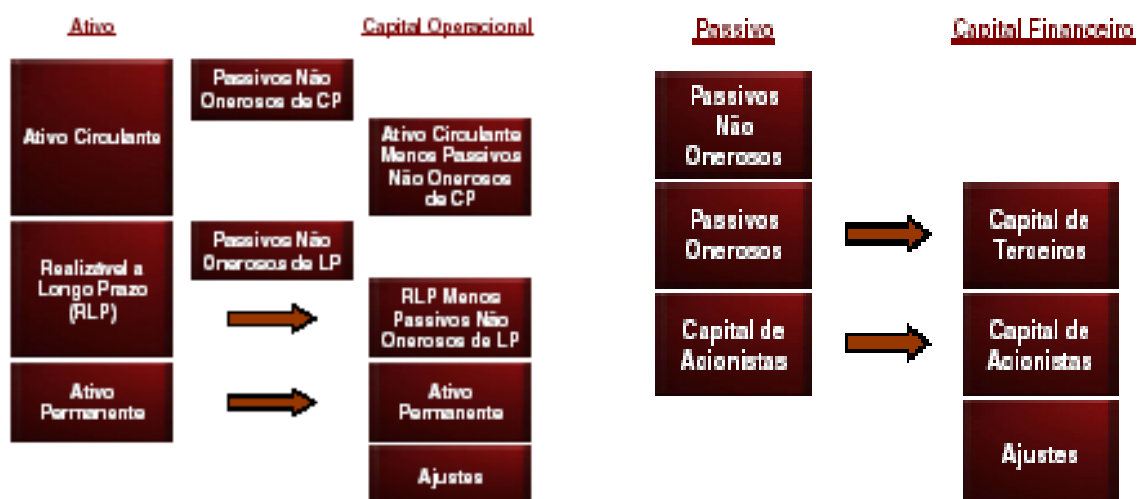 Ativo
Capital Operacional
Passivos Não
Onerosos de CP
Ativo Circulante
Ativo Circulante
Menos Passivos
Não Onerosos
de CP
Passivos Não
Onerosos de LP
Realizável a
Longo Prazo
(RLP)
RLP Menos
Passivos Não
Onerosos de LP
Ativo
Permanente
Ativo
Permanente
Ajustes
Passivo
Capital Financeiro
Passivos
Não
Onerosos
Passivos
Onerosos
Capital de
Terceiros
Capital de
Acionistas
Capital de
Acionistas
Ajustes